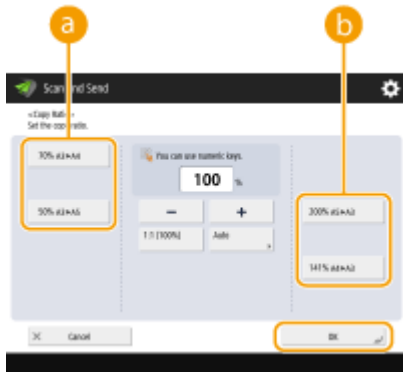 a
b
Scan and Send
<Copy Ratio>
Set the copy ratio.
70% A3►A4
You can use numeric keys.
100 %
50% A3►A5
−
+
200% A5►A3
1:1 (100%)
Auto
141% A4►A3
Cancel
OK